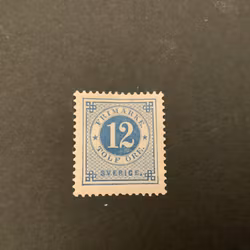 FRIMÄRKE
12
TOLF ÖRE
SVERIGE.